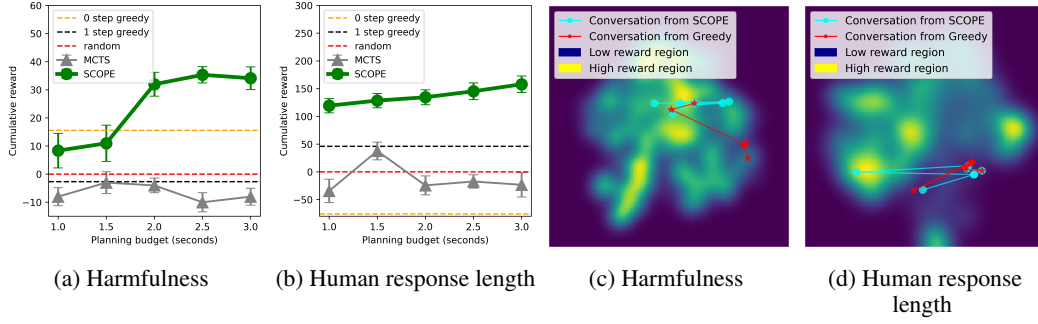 0 step greedy
1 step greedy
random
MCTS
SCOPE
Cumulative reward
60
50
40
30
20
10
0
−10
1.0 1.5 2.0 2.5 3.0
Planning budget (seconds)
(a) Harmfulness
0 step greedy
1 step greedy
random
MCTS
SCOPE
Cumulative reward
300
250
200
150
100
50
0
−50
1.0 1.5 2.0 2.5 3.0
Planning budget (seconds)
(b) Human response length
Conversation from SCOPE
Conversation from Greedy
Low reward region
High reward region
(c) Harmfulness
Conversation from SCOPE
Conversation from Greedy
Low reward region
High reward region
(d) Human response
length